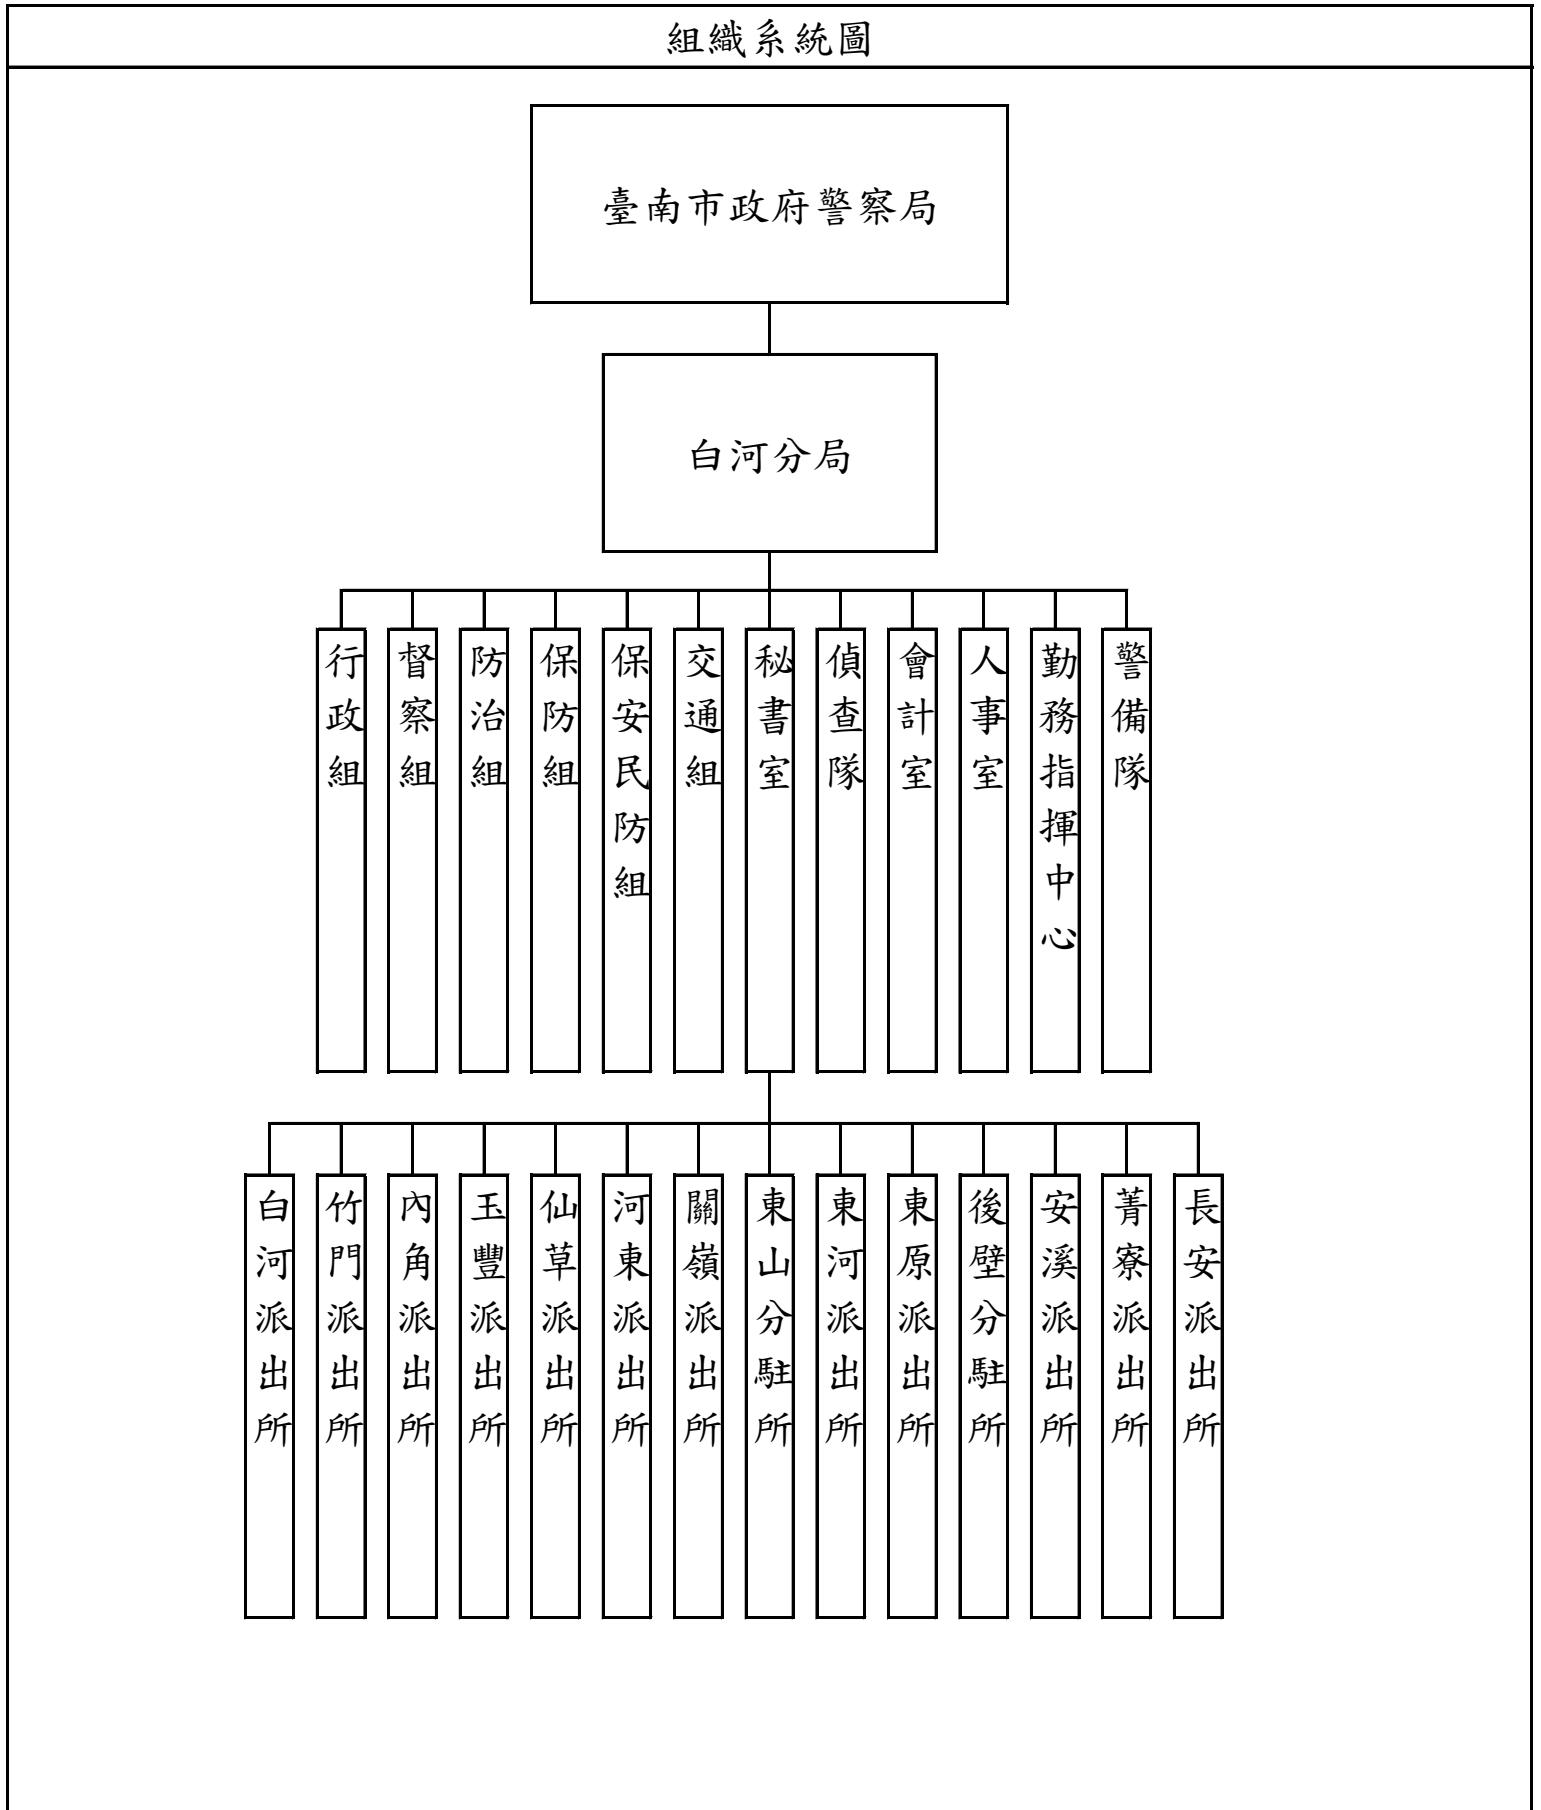 組織系統圖
臺南市政府警察局
白河分局
行政組
督察組
防治組
保防組
保安民防組
交通組
秘書室
偵查隊
會計室
人事室
勤務指揮中心
警備隊
白河派出所
竹門派出所
內角派出所
玉豐派出所
仙草派出所
河東派出所
關嶺派出所
東山分駐所
東河派出所
東原派出所
後壁分駐所
安溪派出所
菁寮派出所
長安派出所